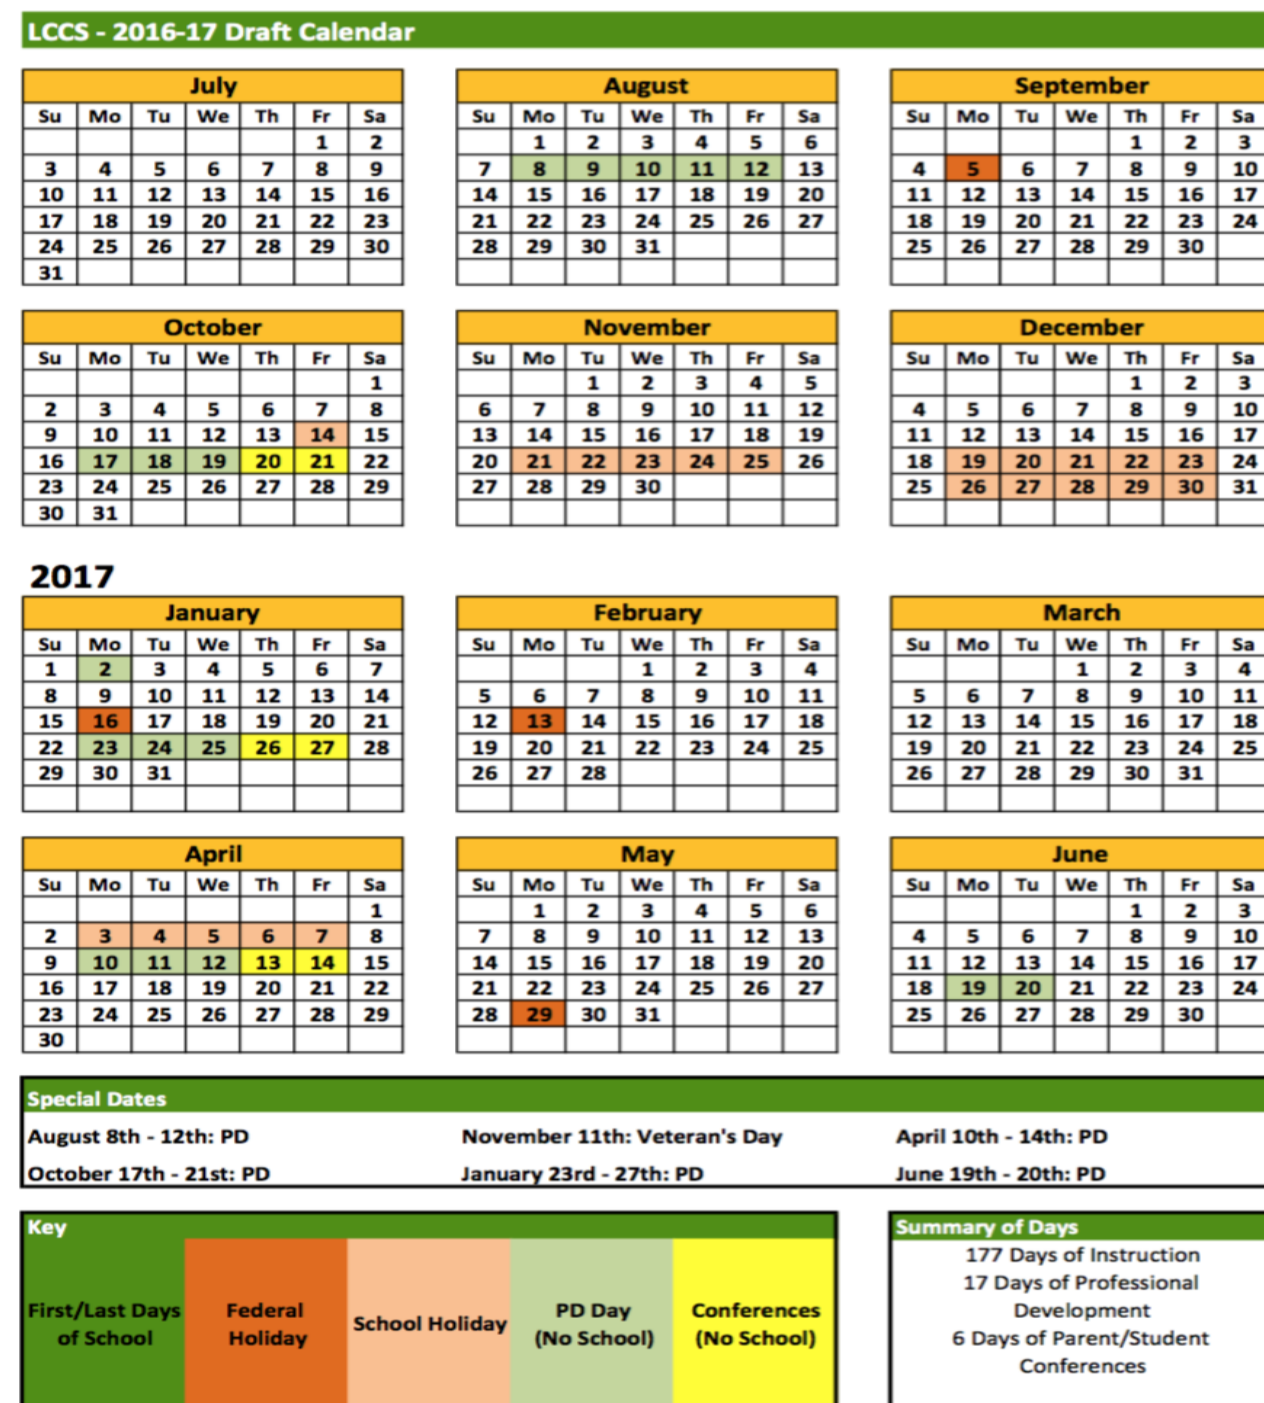 LCCS - 2016-17 Draft Calendar
July August September
Su Mo Tu We Th Fr Sa Su Mo Tu We Th Fr Sa Su Mo Tu We Th Fr Sa
1 2 1 2 3 4 5 6 1 2 3
3 4 5 6 7 8 9 7 8 9 10 11 12 13 4 5 6 7 8 9 10
10 11 12 13 14 15 16 14 15 16 17 18 19 20 11 12 13 14 15 16 17
17 18 19 20 21 22 23 21 22 23 24 25 26 27 18 19 20 21 22 23 24
24 25 26 27 28 29 30 28 29 30 31 25 26 27 28 29 30
31
October November December
Su Mo Tu We Th Fr Sa Su Mo Tu We Th Fr Sa Su Mo Tu We Th Fr Sa
1 1 2 3 4 5 1 2 3
2 3 4 5 6 7 8 6 7 8 9 10 11 12 4 5 6 7 8 9 10
9 10 11 12 13 14 15 13 14 15 16 17 18 19 11 12 13 14 15 16 17
16 17 18 19 20 21 22 20 21 22 23 24 25 26 18 19 20 21 22 23 24
23 24 25 26 27 28 29 27 28 29 30 25 26 27 28 29 30 31
30 31
2017
January February March
Su Mo Tu We Th Fr Sa Su Mo Tu We Th Fr Sa Su Mo Tu We Th Fr Sa
1 2 3 4 5 6 7 1 2 3 4 1 2 3 4
8 9 10 11 12 13 14 5 6 7 8 9 10 11 5 6 7 8 9 10 11
15 16 17 18 19 20 21 12 13 14 15 16 17 18 12 13 14 15 16 17 18
22 23 24 25 26 27 28 19 20 21 22 23 24 25 19 20 21 22 23 24 25
29 30 31 26 27 28 26 27 28 29 30 31
April May June
Su Mo Tu We Th Fr Sa Su Mo Tu We Th Fr Sa Su Mo Tu We Th Fr Sa
1 1 2 3 4 5 6 1 2 3
2 3 4 5 6 7 8 7 8 9 10 11 12 13 4 5 6 7 8 9 10
9 10 11 12 13 14 15 14 15 16 17 18 19 20 11 12 13 14 15 16 17
16 17 18 19 20 21 22 21 22 23 24 25 26 27 18 19 20 21 22 23 24
23 24 25 26 27 28 29 28 29 30 31 25 26 27 28 29 30
30
Special Dates
August 8th - 12th: PD November 11th: Veteran's Day April 10th - 14th: PD
October 17th - 21st: PD January 23rd - 27th: PD June 19th - 20th: PD
Key
First/Last Days
of School
Federal
Holiday
School Holiday
PD Day
(No School)
Conferences
(No School)
Summary of Days
177 Days of Instruction
17 Days of Professional
Development
6 Days of Parent/Student
Conferences